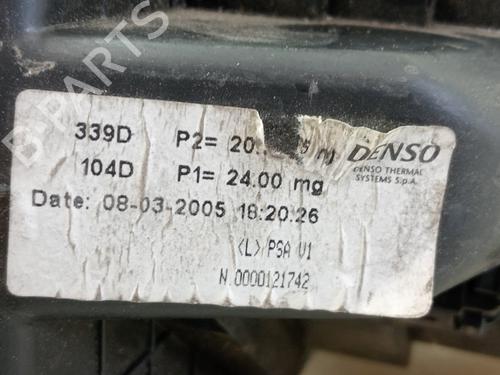 B-PARTS
339D P2= 20. mg DENSO
104D P1= 24.00 mg DENSO THERMAL
SYSTEMS S.p.A.
Date: 08-03-2005 18:20:26
<L> PSA V1
N.0000121742